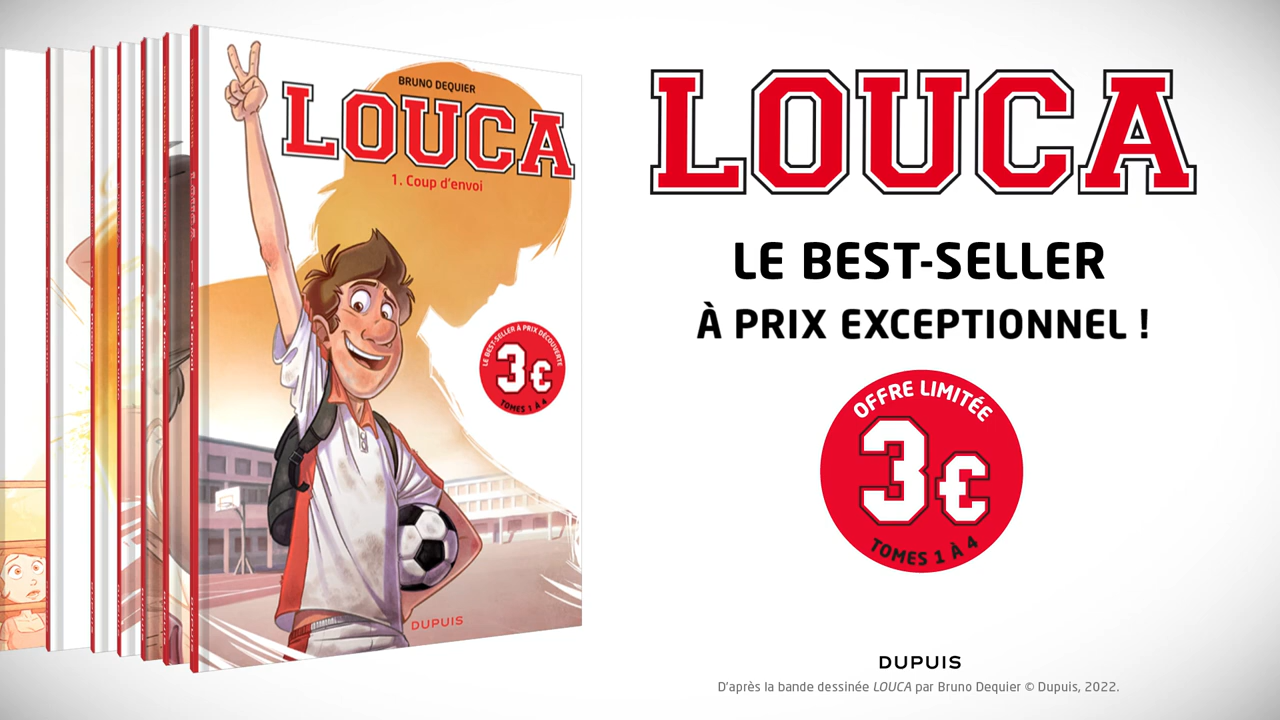 BRUNO DEQUIER
LOUCA
1. Coup d'envoi
LE BEST-SELLER À PRIX DÉCOUVERTE
3€
TOMES 1 À 4
DUPUIS
LOUCA
LE BEST-SELLER
À PRIX EXCEPTIONNEL !
OFFRE LIMITÉE
3€
TOMES 1 À 4
DUPUIS
D'après la bande dessinée LOUCA par Bruno Dequier © Dupuis, 2022.